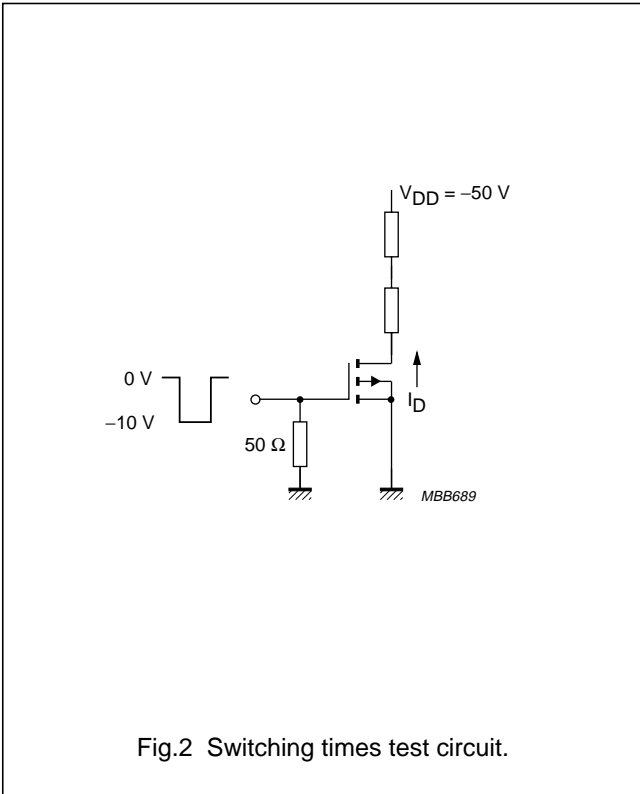 V_DD = −50 V
0 V
−10 V
I_D
50 Ω
MBB689
Fig.2 Switching times test circuit.